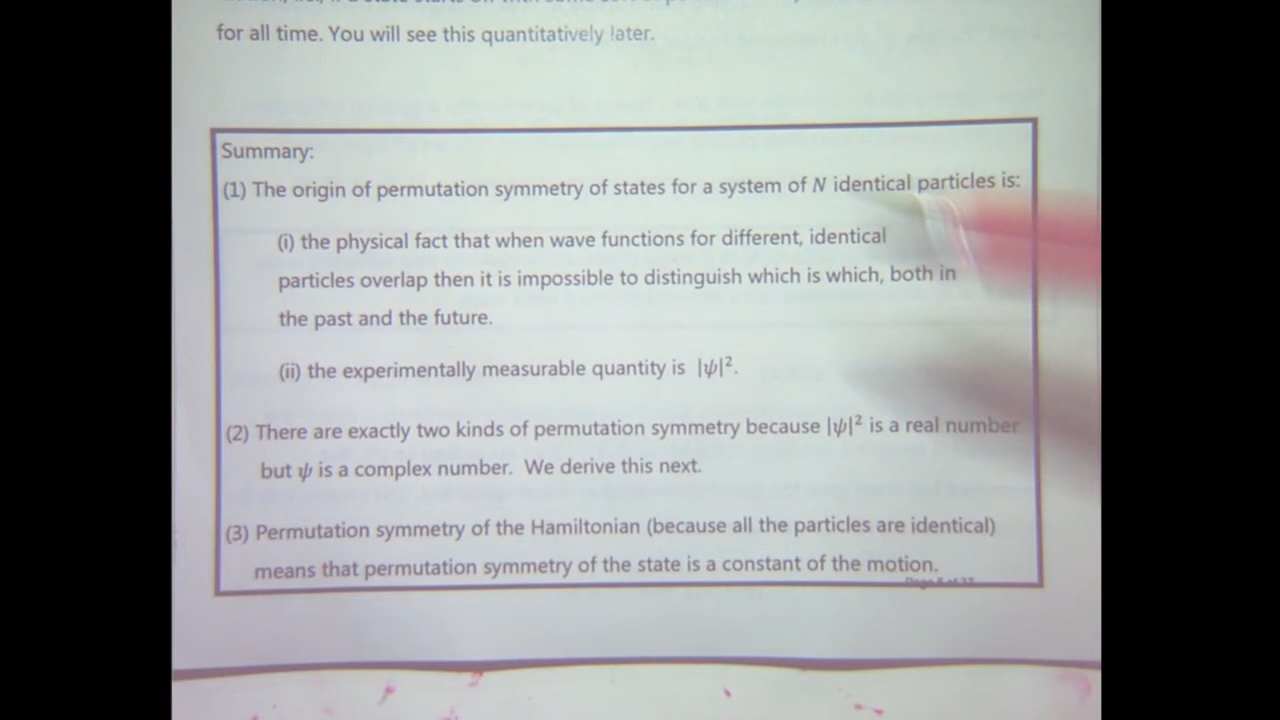 for all time. You will see this quantitatively later.
Summary:
(1) The origin of permutation symmetry of states for a system of N identical particles is:
(i) the physical fact that when wave functions for different, identical
particles overlap then it is impossible to distinguish which is which, both in
the past and the future.
(ii) the experimentally measurable quantity is |ψ|².
(2) There are exactly two kinds of permutation symmetry because |ψ|² is a real number
but ψ is a complex number. We derive this next.
(3) Permutation symmetry of the Hamiltonian (because all the particles are identical)
means that permutation symmetry of the state is a constant of the motion.